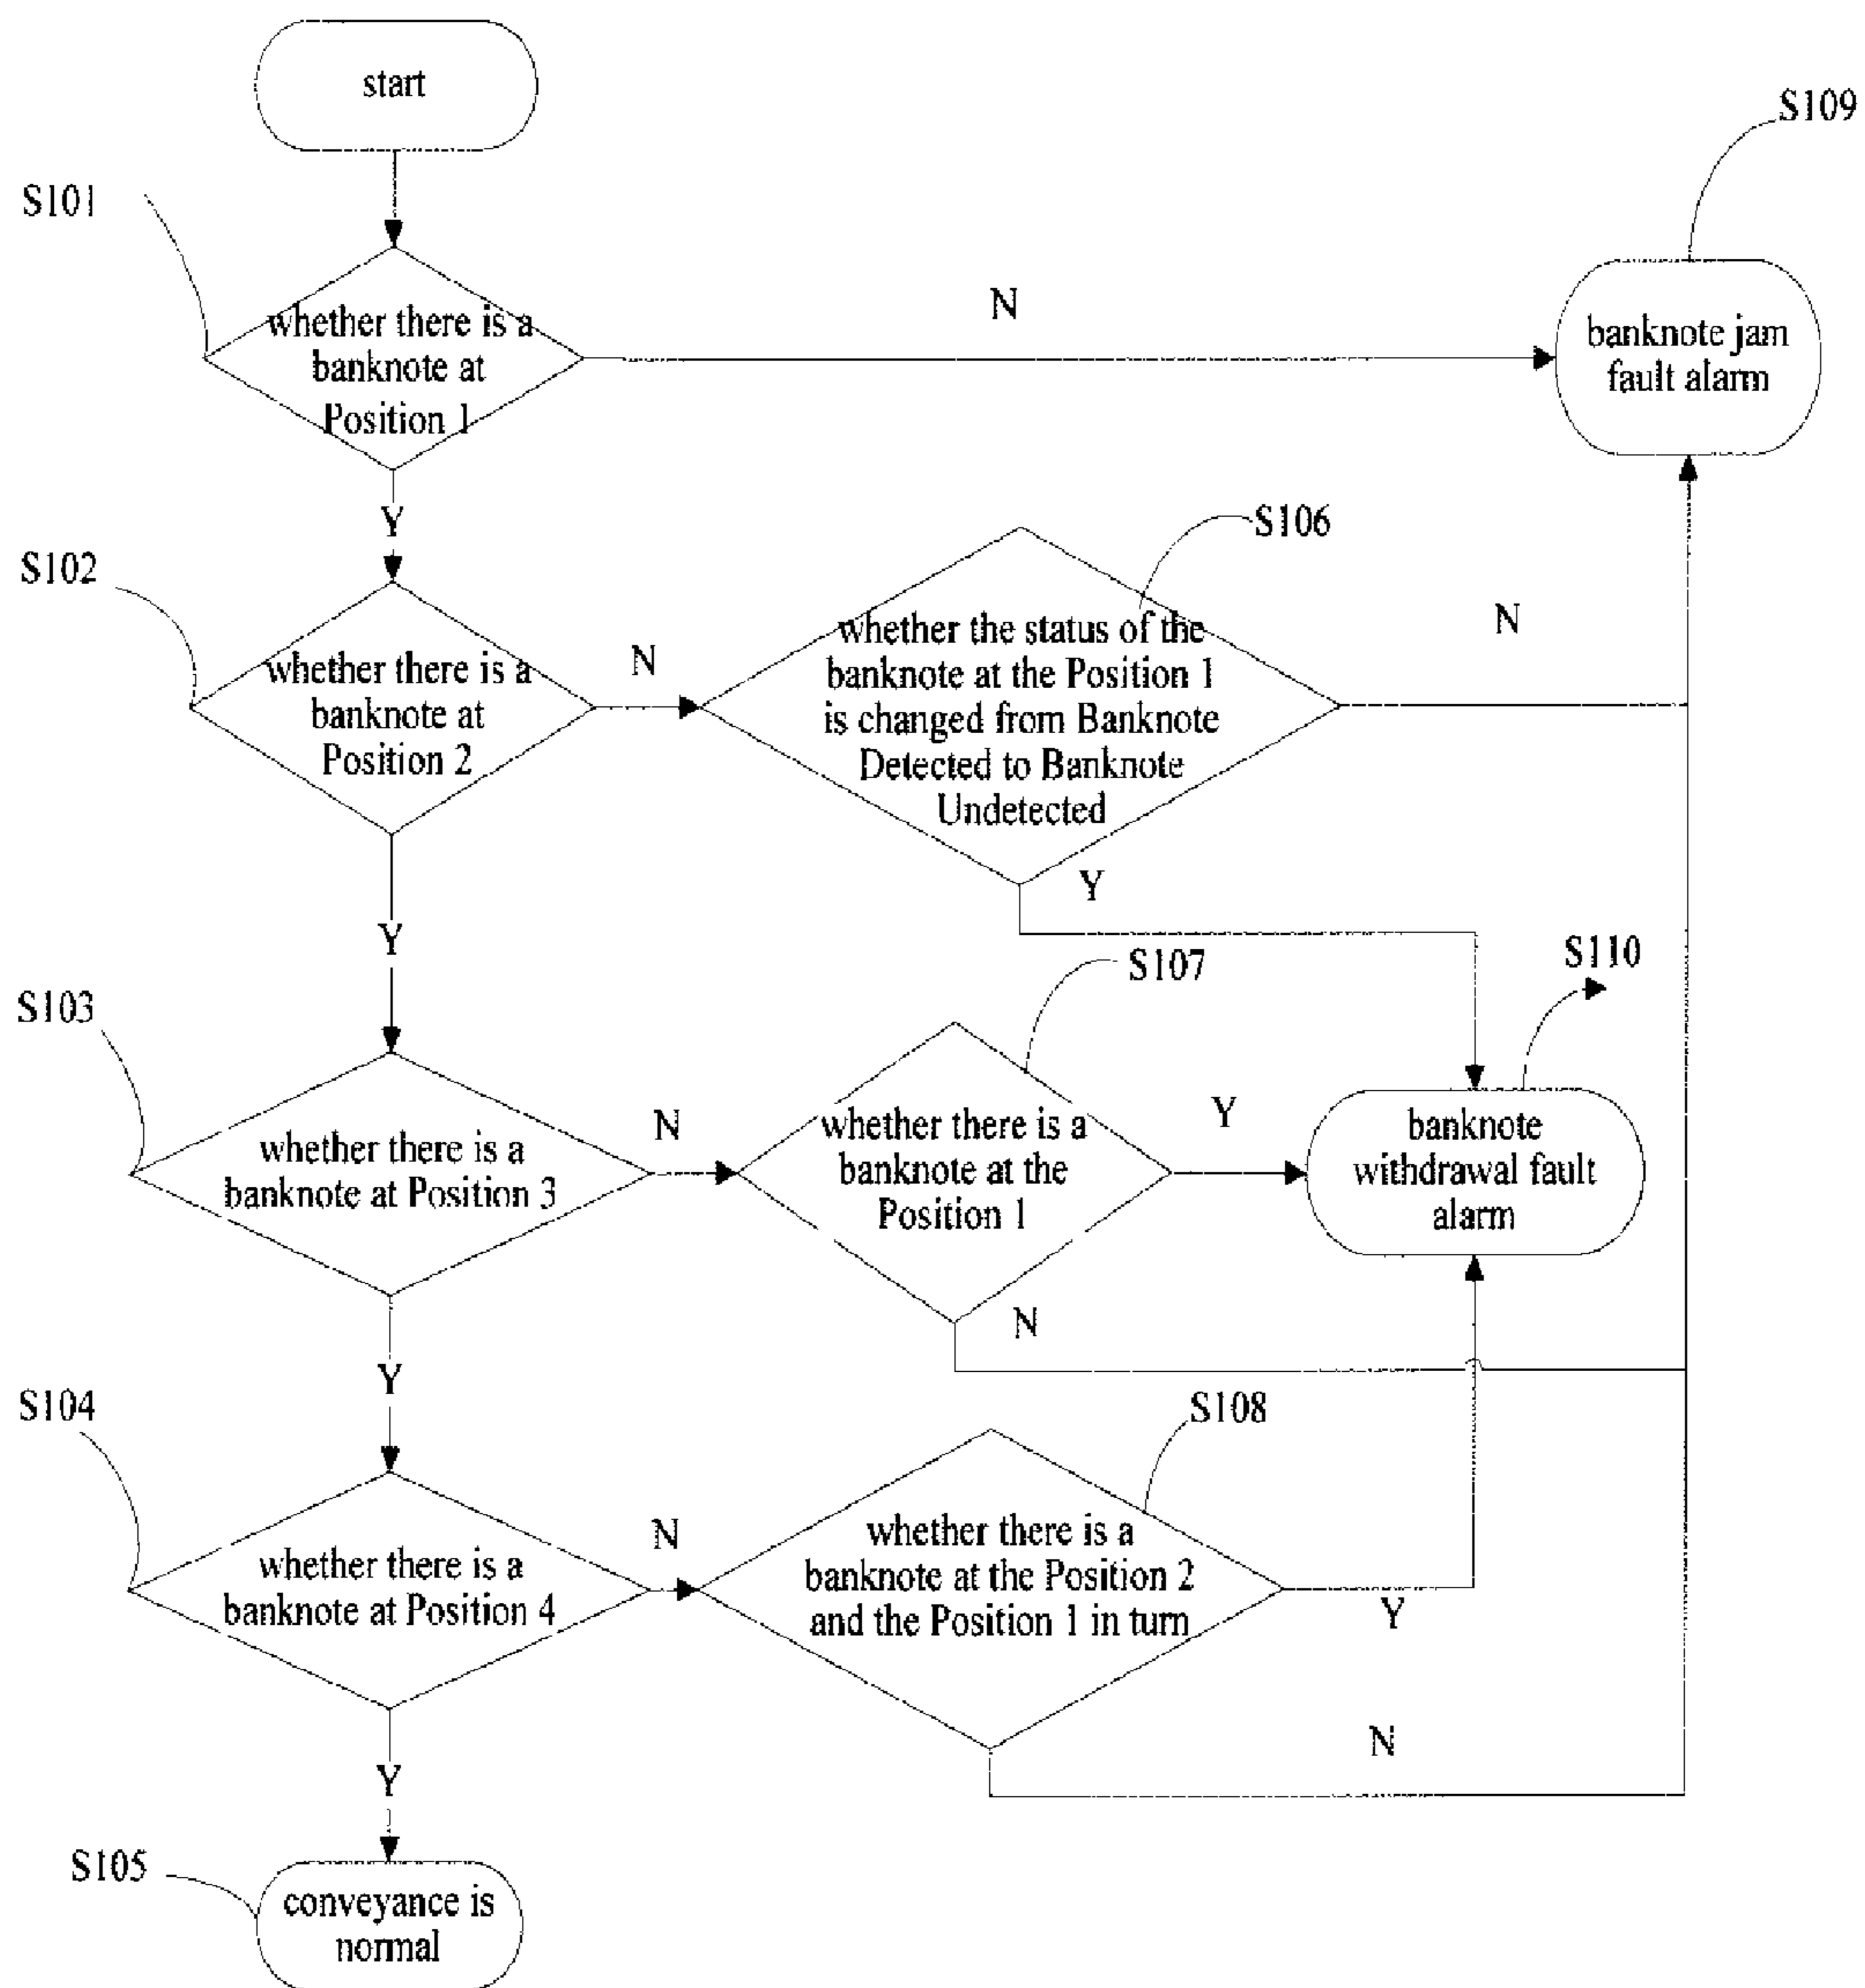 start
S109
S101
N
whether there is a
banknote at
Position 1
banknote jam
fault alarm
Y
S106
S102
whether the status of the
banknote at the Position 1
is changed from Banknote
Detected to Banknote
Undetected
N
whether there is a
banknote at
Position 2
N
Y
Y
S110
S107
S103
whether there is a
banknote at Position 3
N
whether there is a
banknote at the
Position 1
Y
banknote
withdrawal fault
alarm
N
Y
S104
S108
whether there is a
banknote at Position 4
N
whether there is a
banknote at the Position 2
and the Position 1 in turn
Y
N
Y
S105
conveyance is
normal